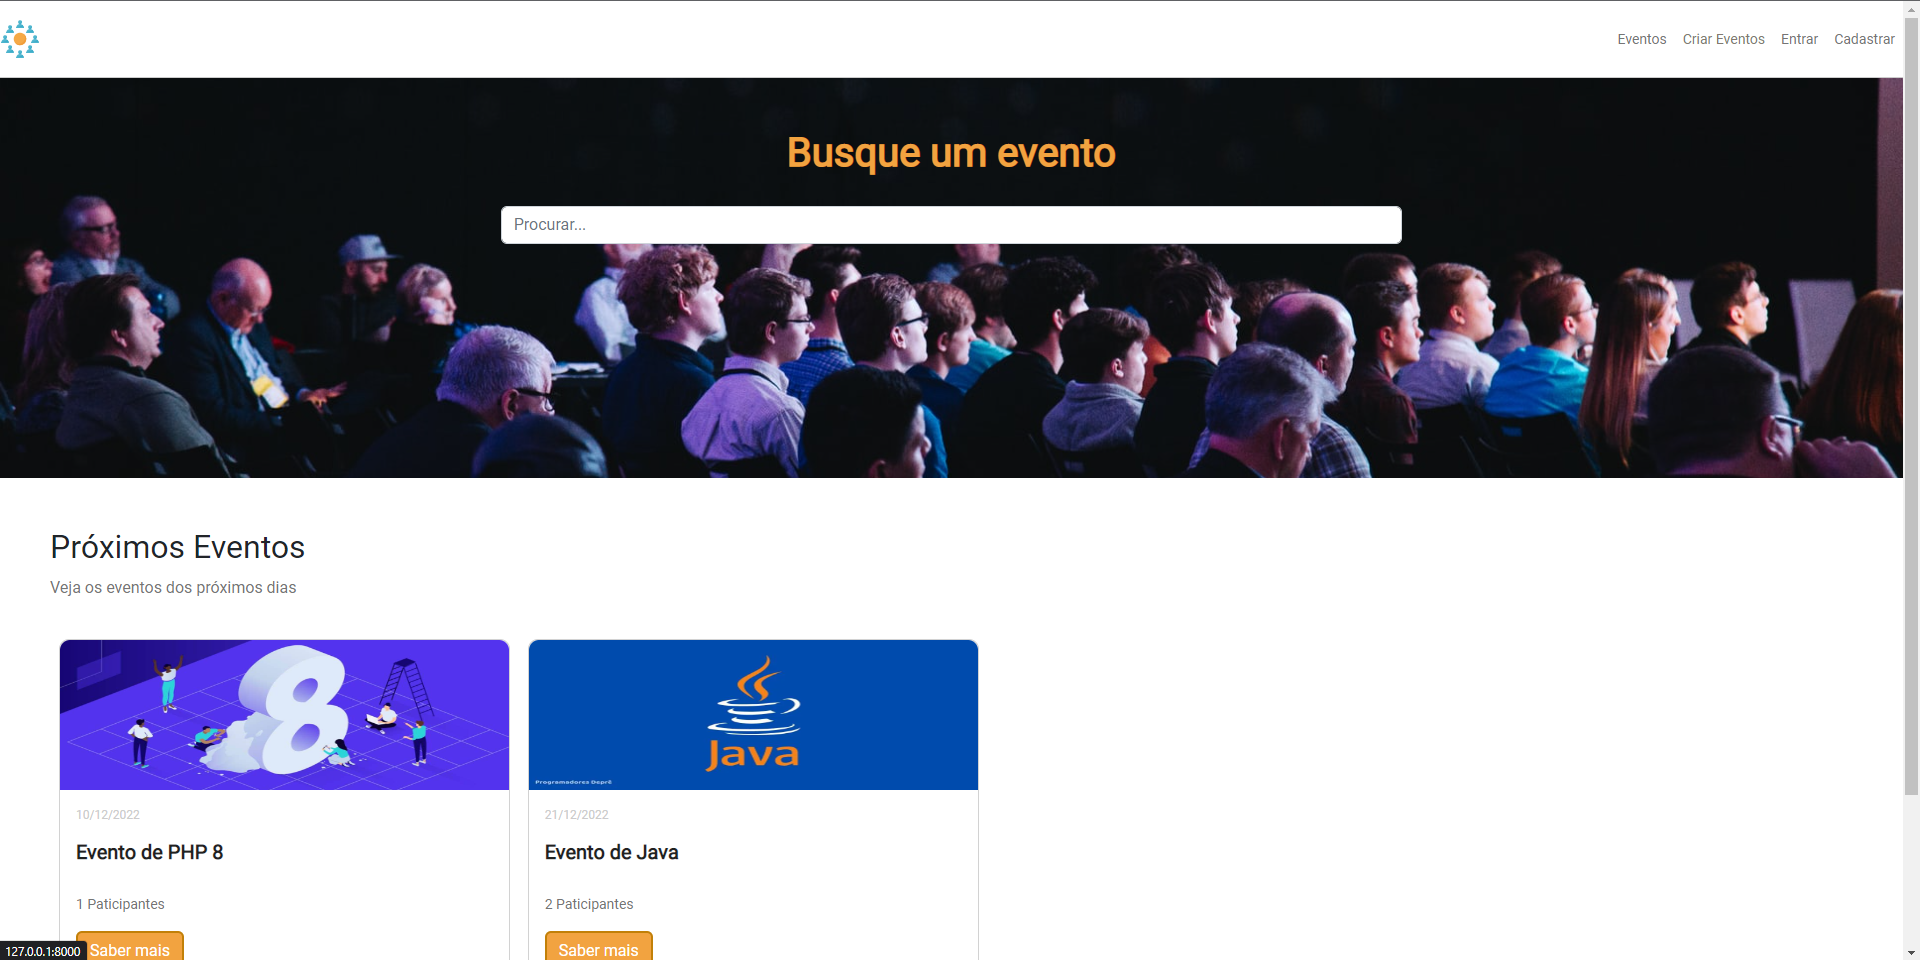 Eventos Criar Eventos Entrar Cadastrar
Busque um evento
Procurar...
Próximos Eventos
Veja os eventos dos próximos dias
8
Java
Programadores Deprê
10/12/2022
Evento de PHP 8
1 Paticipantes
Saber mais
21/12/2022
Evento de Java
2 Paticipantes
Saber mais
127.0.0.1:8000